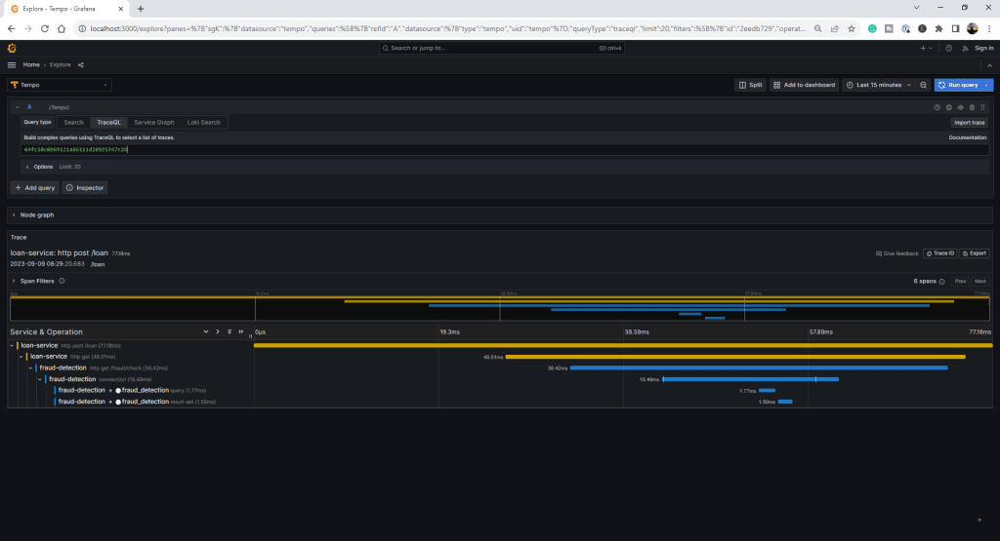 Explore - Tempo - Grafana
localhost:3000/explore?panes=%7B"sgK":%7B"datasource":"tempo","queries":%5B%7B"refId":"A","datasource":%7B"type":"tempo","uid":"tempo"%7D,"queryType":"traceql","limit":20,"filters":%5B%7B"id":"2eedb729","operat...
Search or jump to...
ctrl+k
Sign in
Home › Explore
Tempo
Split
Add to dashboard
Last 15 minutes
Run query
A (Tempo)
Query type
Search
TraceQL
Service Graph
Loki Search
Import trace
Build complex queries using TraceQL to select a list of traces.
Documentation
Options Limit: 20
+ Add query
Inspector
Node graph
Trace
loan-service: http post /loan 77.18ms
Give feedback
Trace ID
Export
2023-09-09 08:29:20.683 /loan
Span Filters
6 spans
Prev
Next
Service & Operation
0µs 19.3ms 38.59ms 57.89ms 77.18ms
loan-service http post /loan (77.18ms)
loan-service http get (48.01ms) 48.01ms
fraud-detection http get /fraud/check (39.42ms) 39.42ms
fraud-detection connection (18.49ms) 18.49ms
fraud-detection → fraud_detection query (1.77ms) 1.77ms
fraud-detection → fraud_detection result-set (1.58ms) 1.58ms